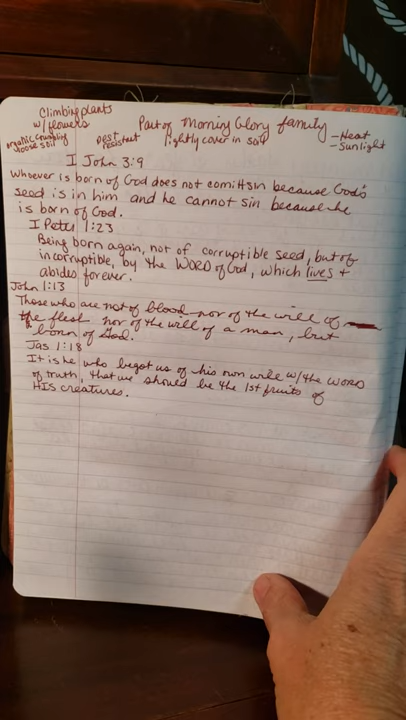 Climbing plants
w/flowers
Part of Morning Glory family
- Heat
- Sunlight
organic crumbling
loose soil
pest
resistant
lightly cover in soil
I John 3:9
Whoever is born of God does not comitt sin because God's
seed is in him and he cannot sin because he
is born of God.
I Peter 1:23
Being born again, not of corruptible seed, but of
incorruptible, by the WORD of God, which lives +
abides forever.
John 1:13
Those who are not of blood nor of the will of
the flesh nor of the will of a man, but
born of God.
Jas. 1:18
It is he who begot us of his own will w/ the WORD
of truth, that we should be the 1st fruits of
HIS creatures.